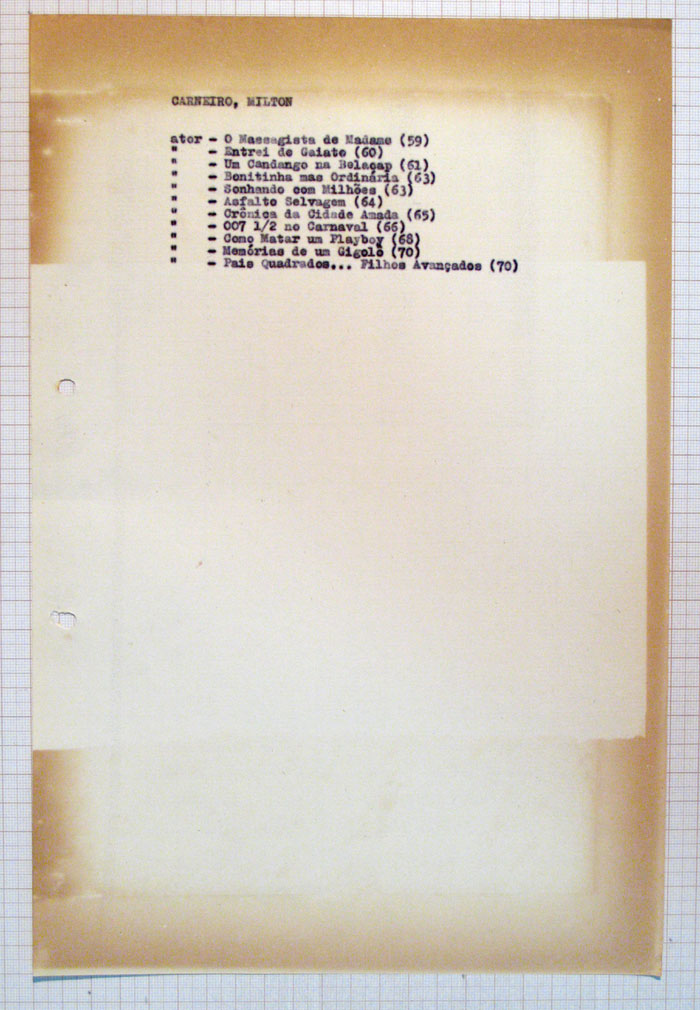 CARNEIRO, MILTON
ator - O Massagista de Madame (59)
" - Entrei de Gaiato (60)
" - Um Candango na Belacap (61)
" - Bonitinha mas Ordinária (63)
" - Sonhando com Milhões (63)
" - Asfalto Selvagem (64)
" - Crônica da Cidade Amada (65)
" - 007 1/2 no Carnaval (66)
" - Como Matar um Playboy (68)
" - Memórias de um Gigolô (70)
" - Pais Quadrados... Filhos Avançados (70)